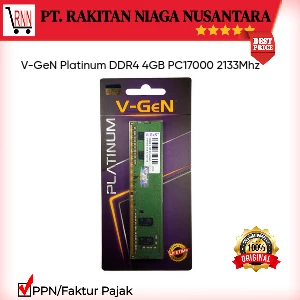 RNN
PT. RAKITAN NIAGA NUSANTARA
BEST
PRICE
V-GeN Platinum DDR4 4GB PC17000 2133Mhz
V-GeN
PLATINUM
100%
ORIGINAL
PPN/Faktur Pajak